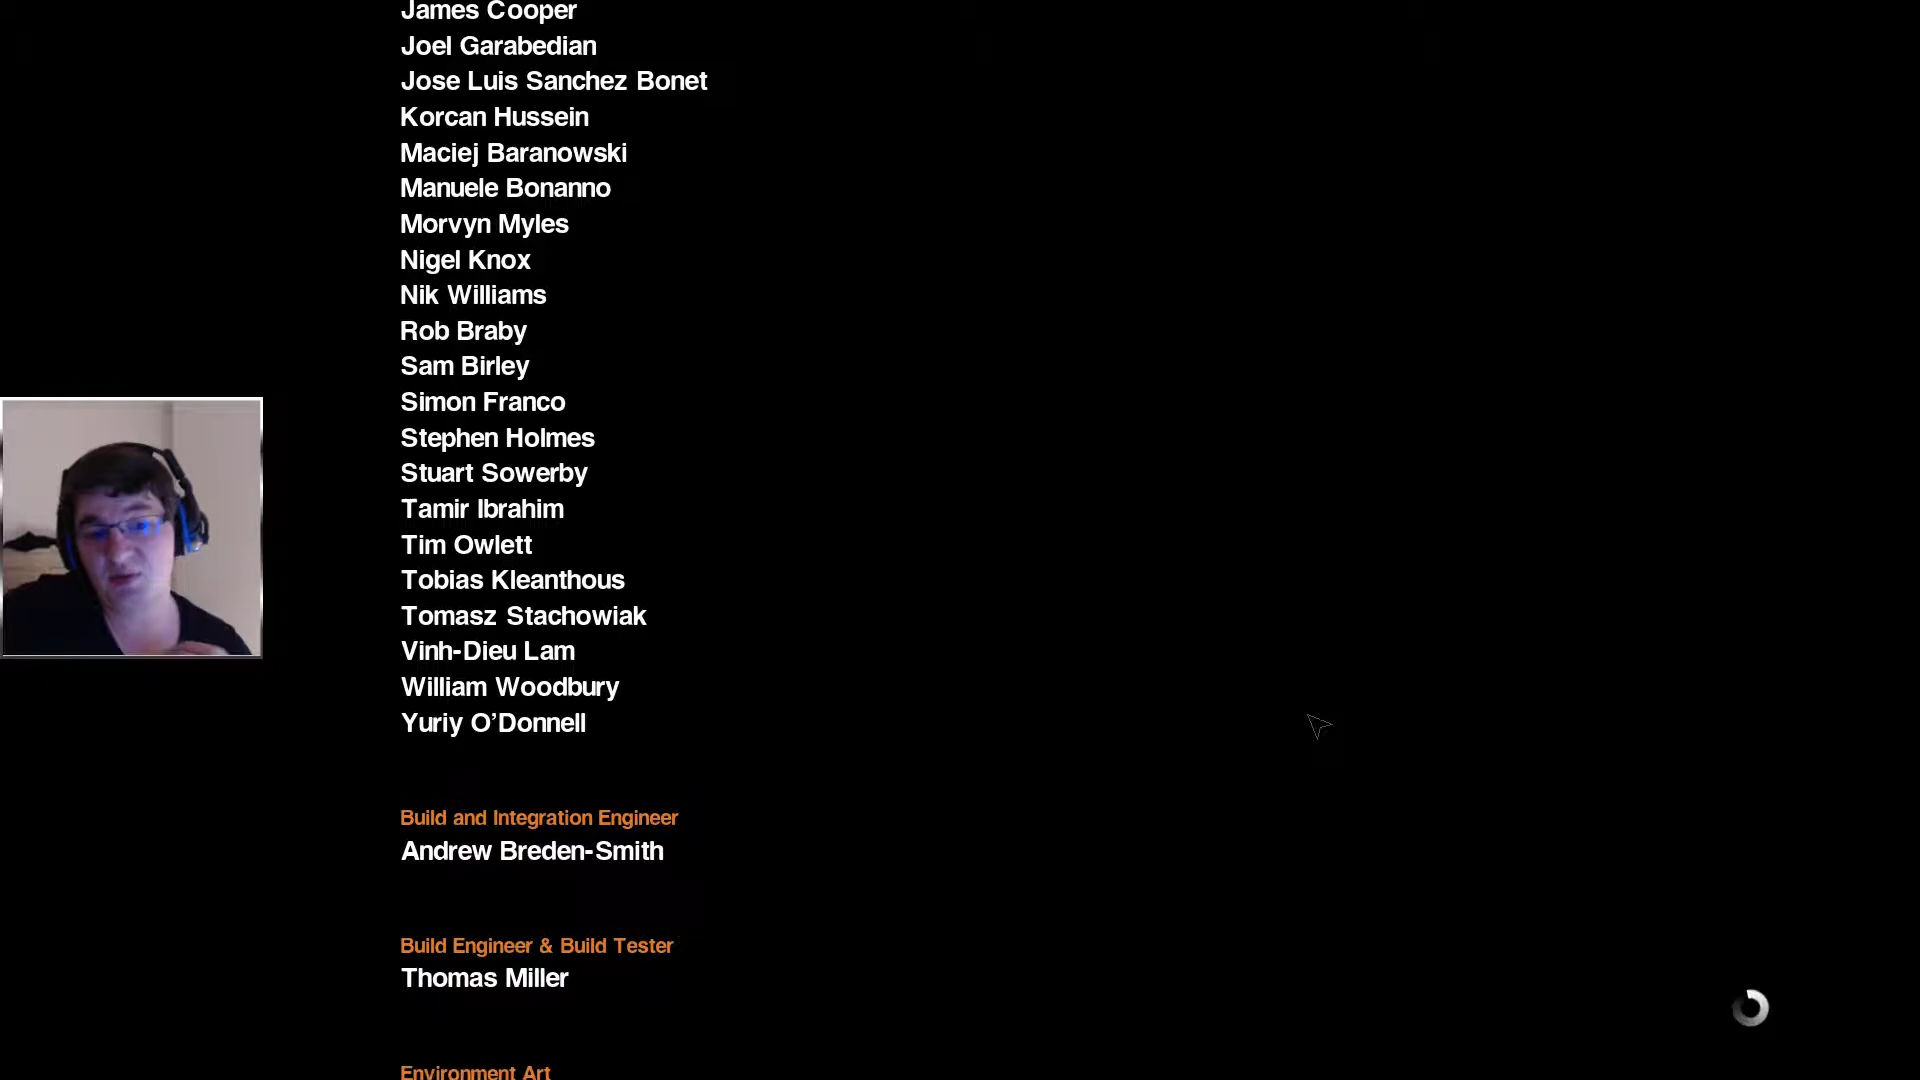 James Cooper
Joel Garabedian
Jose Luis Sanchez Bonet
Korcan Hussein
Maciej Baranowski
Manuele Bonanno
Morvyn Myles
Nigel Knox
Nik Williams
Rob Braby
Sam Birley
Simon Franco
Stephen Holmes
Stuart Sowerby
Tamir Ibrahim
Tim Owlett
Tobias Kleanthous
Tomasz Stachowiak
Vinh-Dieu Lam
William Woodbury
Yuriy O’Donnell
Build and Integration Engineer
Andrew Breden-Smith
Build Engineer & Build Tester
Thomas Miller
Environment Art